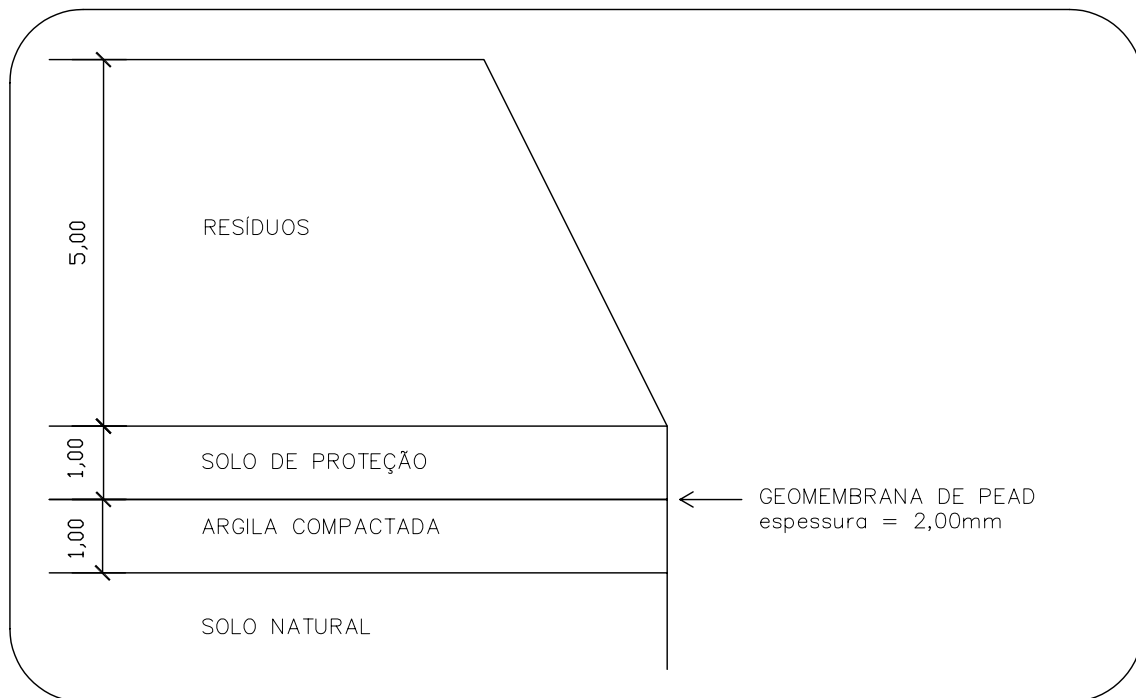 5,00
RESÍDUOS
1,00
SOLO DE PROTEÇÃO
GEOMEMBRANA DE PEAD
espessura = 2,00mm
1,00
ARGILA COMPACTADA
SOLO NATURAL